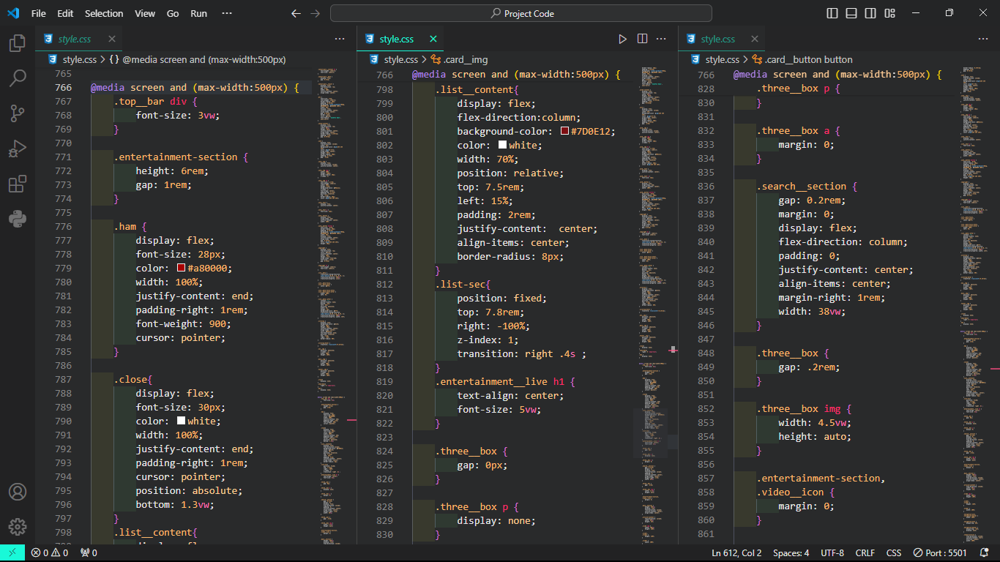 File Edit Selection View Go Run ··· Project Code
style.css
style.css > { } @media screen and (max-width:500px)
765
766 @media screen and (max-width:500px) {
767 .top__bar div {
768 font-size: 3vw;
769 }
770
771 .entertainment-section {
772 height: 6rem;
773 gap: 1rem;
774 }
775
776 .ham {
777 display: flex;
778 font-size: 28px;
779 color: #a80000;
780 width: 100%;
781 justify-content: end;
782 padding-right: 1rem;
783 font-weight: 900;
784 cursor: pointer;
785 }
786
787 .close{
788 display: flex;
789 font-size: 30px;
790 color: white;
791 width: 100%;
792 justify-content: end;
793 padding-right: 1rem;
794 cursor: pointer;
795 position: absolute;
796 bottom: 1.3vw;
797 }
798 .list__content{
style.css
style.css > .card__img
766 @media screen and (max-width:500px) {
798 .list__content{
799 display: flex;
800 flex-direction:column;
801 background-color: #7D0E12;
802 color: white;
803 width: 70%;
804 position: relative;
805 top: 7.5rem;
806 left: 15%;
807 padding: 2rem;
808 justify-content:  center;
809 align-items: center;
810 border-radius: 8px;
811 }
812 .list-sec{
813 position: fixed;
814 top: 7.8rem;
815 right: -100%;
816 z-index: 1;
817 transition: right .4s ;
818 }
819 .entertainment__live h1 {
820 text-align: center;
821 font-size: 5vw;
822 }
823
824 .three__box {
825 gap: 0px;
826 }
827
828 .three__box p {
829 display: none;
830 }
style.css
style.css > .card__button button
766 @media screen and (max-width:500px) {
828 .three__box p {
830 }
831
832 .three__box a {
833 margin: 0;
834 }
835
836 .search__section {
837 gap: 0.2rem;
838 margin: 0;
839 display: flex;
840 flex-direction: column;
841 padding: 0;
842 justify-content: center;
843 align-items: center;
844 margin-right: 1rem;
845 width: 38vw;
846 }
847
848 .three__box {
849 gap: .2rem;
850 }
851
852 .three__box img {
853 width: 4.5vw;
854 height: auto;
855 }
856
857 .entertainment-section,
858 .video__icon {
859 margin: 0;
860 }
861
0 0 0 Ln 612, Col 2 Spaces: 4 UTF-8 CRLF CSS Port : 5501